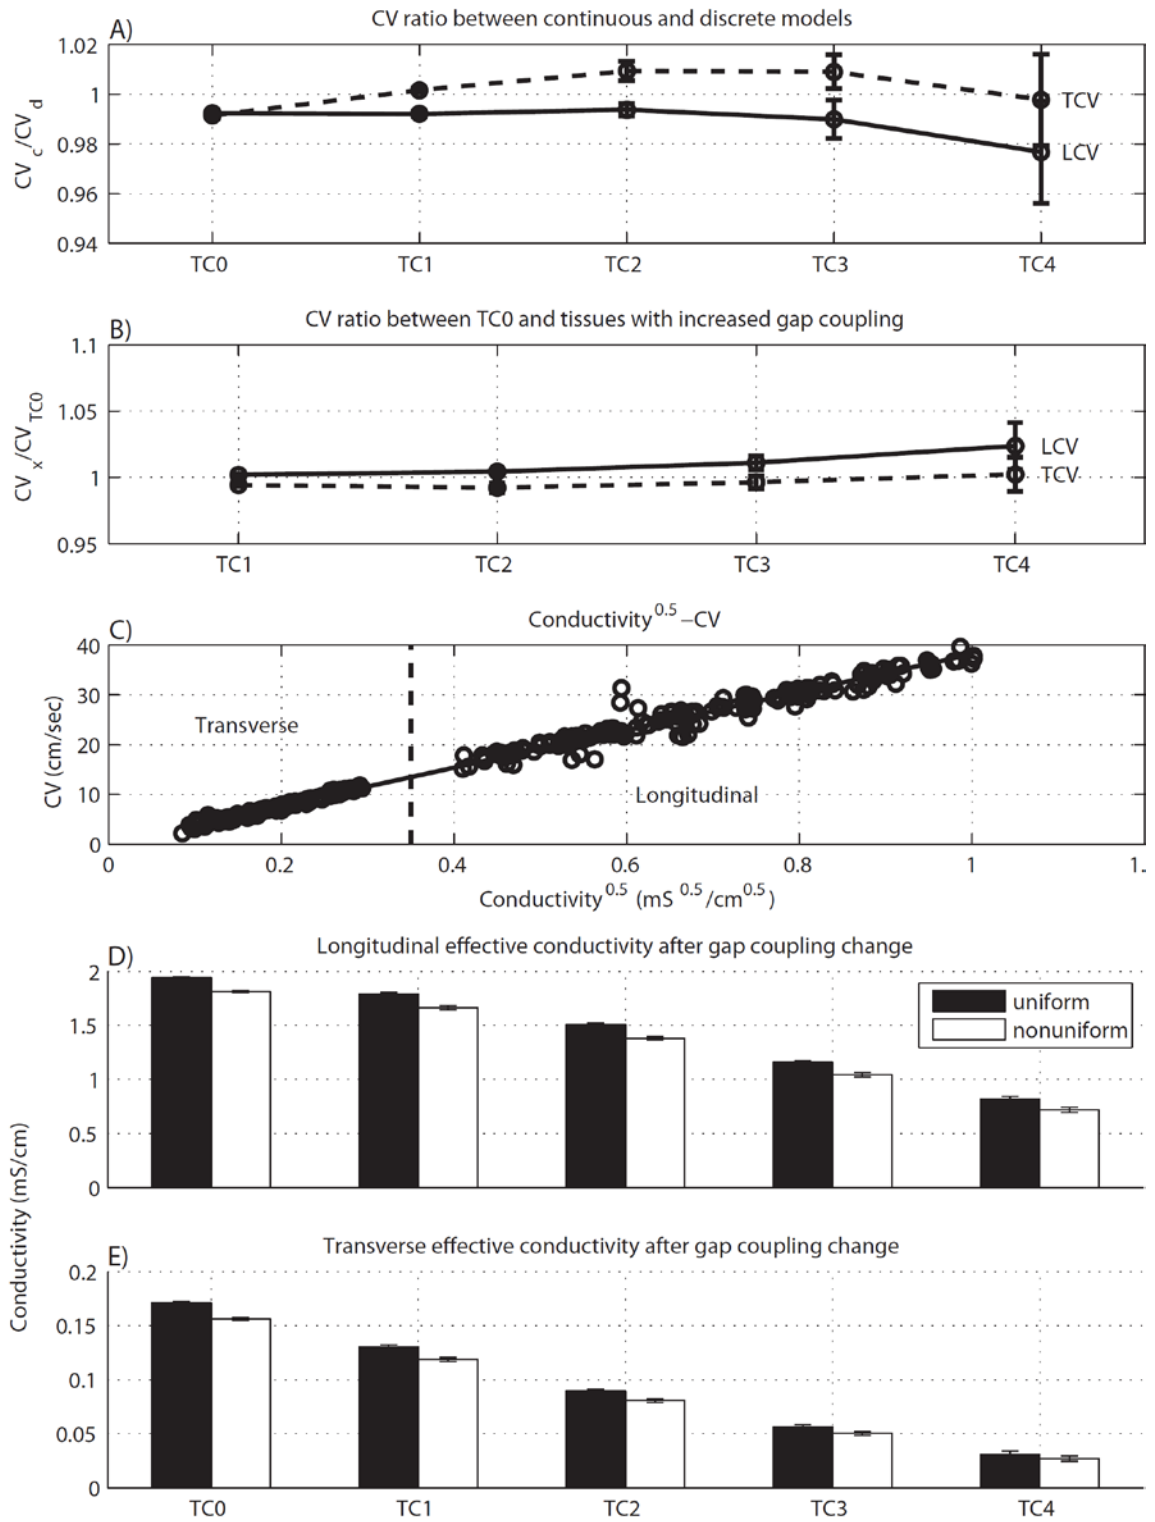 A)
CV ratio between continuous and discrete models
CV_c/CV_d
1.02
1
0.98
0.96
0.94
TCV
LCV
TC0 TC1 TC2 TC3 TC4
B)
CV ratio between TC0 and tissues with increased gap coupling
CV_x/CV_TC0
1.1
1.05
1
0.95
LCV
TCV
TC1 TC2 TC3 TC4
C)
Conductivity^0.5 –CV
CV (cm/sec)
40
30
20
10
0
Transverse
Longitudinal
0 0.2 0.4 0.6 0.8 1 1.
Conductivity^0.5 (mS^0.5/cm^0.5)
D)
Longitudinal effective conductivity after gap coupling change
2
1.5
1
0.5
0
uniform
nonuniform
Conductivity (mS/cm)
E)
Transverse effective conductivity after gap coupling change
0.2
0.15
0.1
0.05
0
TC0 TC1 TC2 TC3 TC4